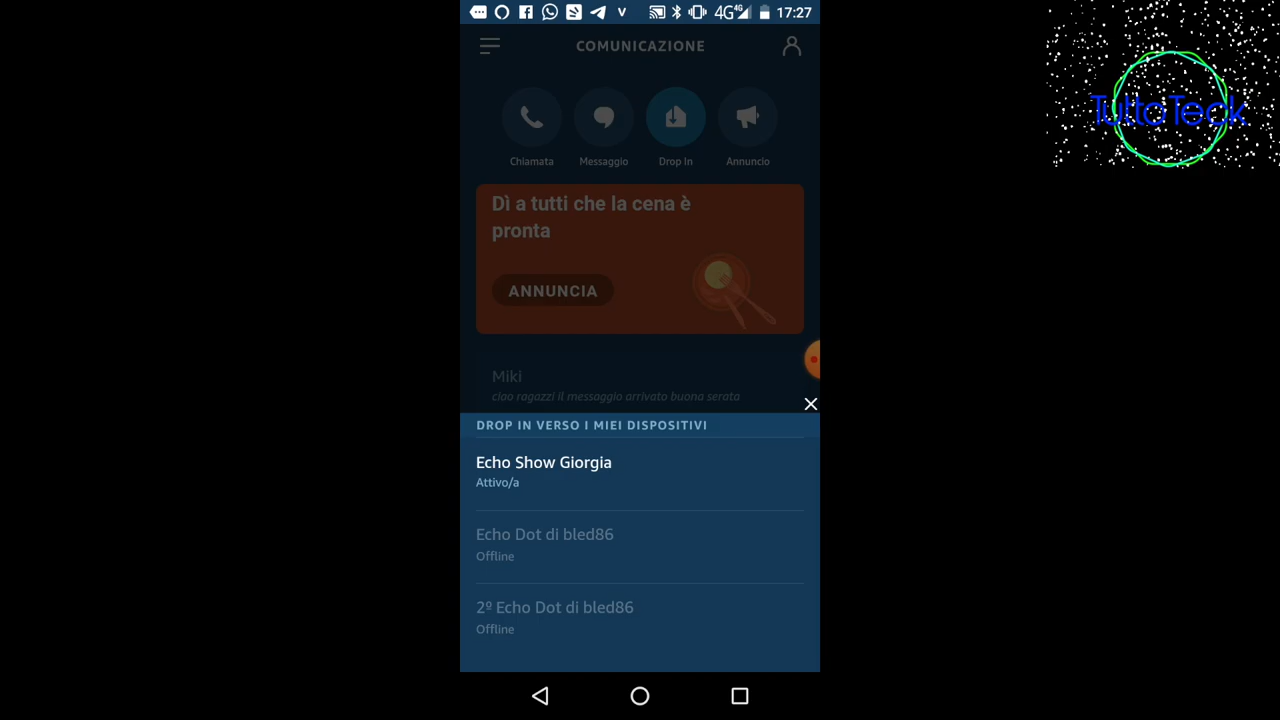 4G 4G 17:27
COMUNICAZIONE
Chiamata Messaggio Drop In Annuncio
Dì a tutti che la cena è
pronta
ANNUNCIA
Miki
ciao ragazzi il messaggio arrivato buona serata
DROP IN VERSO I MIEI DISPOSITIVI
Echo Show Giorgia
Attivo/a
Echo Dot di bled86
Offline
2º Echo Dot di bled86
Offline
TuttoTeck